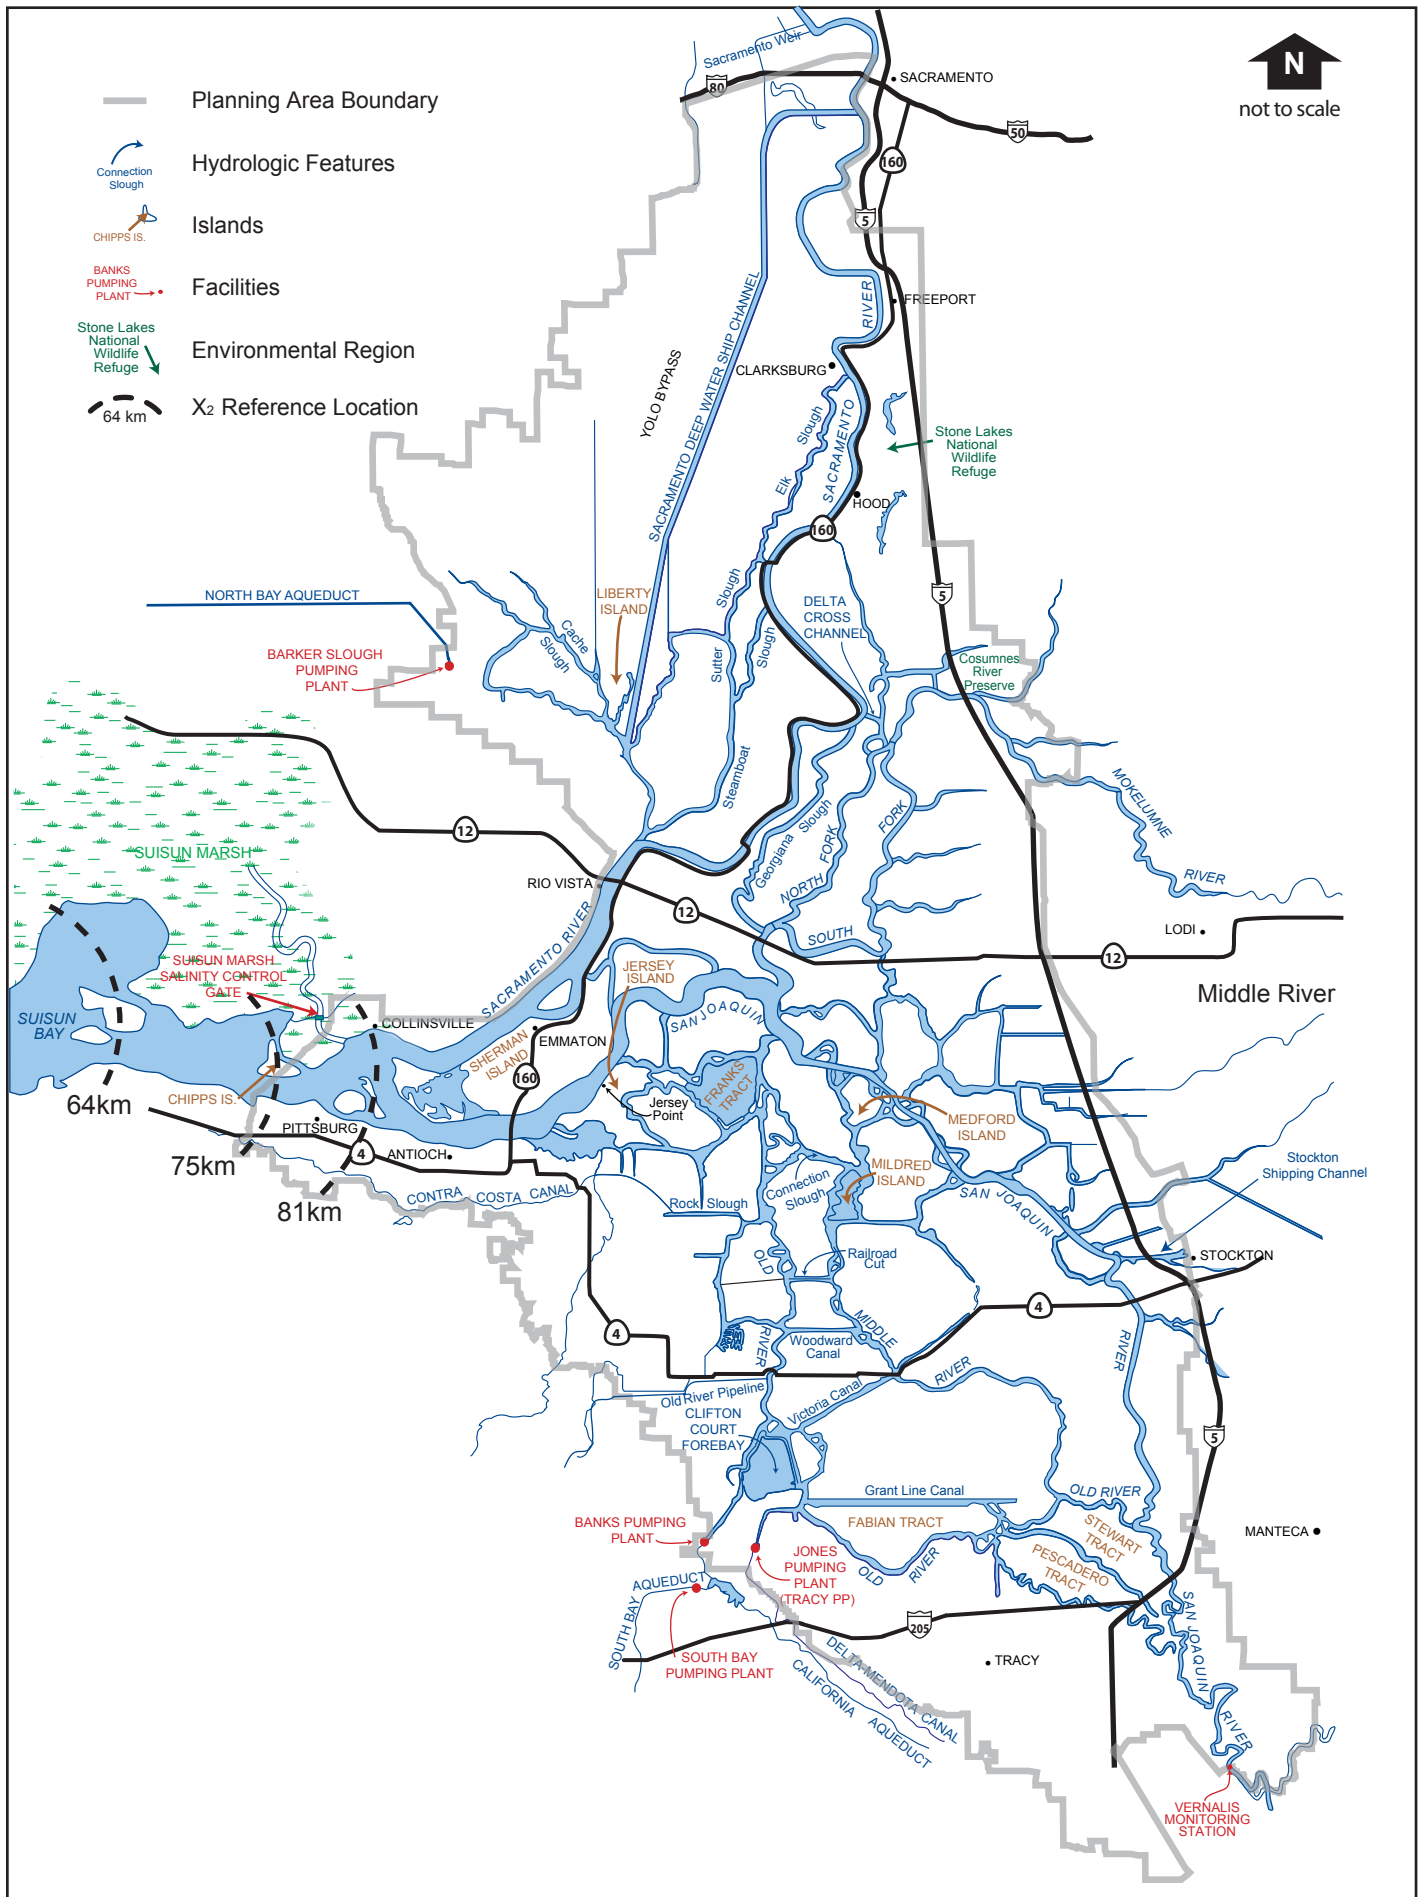 Sacramento Weir
80
SACRAMENTO
N
not to scale
50
160
5
Planning Area Boundary
Connection
Slough
Hydrologic Features
CHIPPS IS.
Islands
BANKS
PUMPING
PLANT
Facilities
Stone Lakes
National
Wildlife
Refuge
Environmental Region
64 km
X2 Reference Location
RIVER
FREEPORT
SACRAMENTO DEEP WATER SHIP CHANNEL
YOLO BYPASS
CLARKSBURG
Elk
Slough
SACRAMENTO
Stone Lakes
National
Wildlife
Refuge
HOOD
160
5
NORTH BAY AQUEDUCT
LIBERTY
ISLAND
Cache
Slough
Sutter
Slough
Slough
Steamboat
DELTA
CROSS
CHANNEL
Cosumnes
River
Preserve
BARKER SLOUGH
PUMPING
PLANT
MOKELUMNE
RIVER
12
SUISUN MARSH
RIO VISTA
12
Georgiana
Slough
NORTH
FORK
SOUTH
FORK
LODI
12
SACRAMENTO RIVER
SUISUN MARSH
SALINITY CONTROL
GATE
SUISUN
BAY
COLLINSVILLE
JERSEY
ISLAND
SAN JOAQUIN
Middle River
SHERMAN
ISLAND
EMMATON
160
FRANKS
TRACT
Jersey
Point
CHIPPS IS.
64km
PITTSBURG
4
ANTIOCH
75km
81km
MEDFORD
ISLAND
MILDRED
ISLAND
Connection
Slough
Stockton
Shipping Channel
CONTRA COSTA CANAL
Rock Slough
SAN JOAQUIN
RIVER
OLD
RIVER
Railroad
Cut
STOCKTON
4
4
MIDDLE
RIVER
Woodward
Canal
Old River Pipeline
Victoria Canal
CLIFTON
COURT
FOREBAY
5
Grant Line Canal
OLD RIVER
BANKS PUMPING
PLANT
FABIAN TRACT
STEWART
TRACT
MANTECA
PESCADERO
TRACT
JONES
PUMPING
PLANT
(TRACY PP)
OLD
RIVER
SOUTH BAY
AQUEDUCT
SOUTH BAY
PUMPING PLANT
205
TRACY
DELTA-MENDOTA CANAL
CALIFORNIA
AQUEDUCT
SAN JOAQUIN
RIVER
VERNALIS
MONITORING
STATION